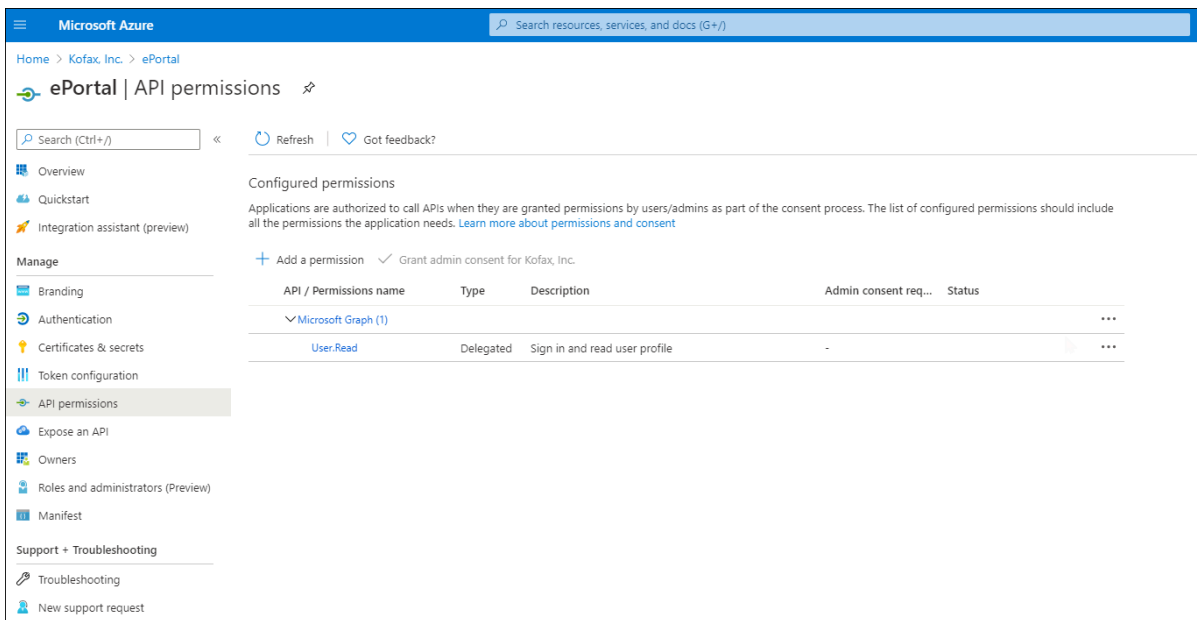 Microsoft Azure
Search resources, services, and docs (G+/)
Home > Kofax, Inc. > ePortal
ePortal | API permissions
Search (Ctrl+/)
«
Refresh
Got feedback?
Overview
Quickstart
Integration assistant (preview)
Manage
Branding
Authentication
Certificates & secrets
Token configuration
API permissions
Expose an API
Owners
Roles and administrators (Preview)
Manifest
Support + Troubleshooting
Troubleshooting
New support request
Configured permissions
Applications are authorized to call APIs when they are granted permissions by users/admins as part of the consent process. The list of configured permissions should include
all the permissions the application needs. Learn more about permissions and consent
+ Add a permission ✓ Grant admin consent for Kofax, Inc.
API / Permissions name Type Description Admin consent req... Status
Microsoft Graph (1) ...
User.Read Delegated Sign in and read user profile - ...